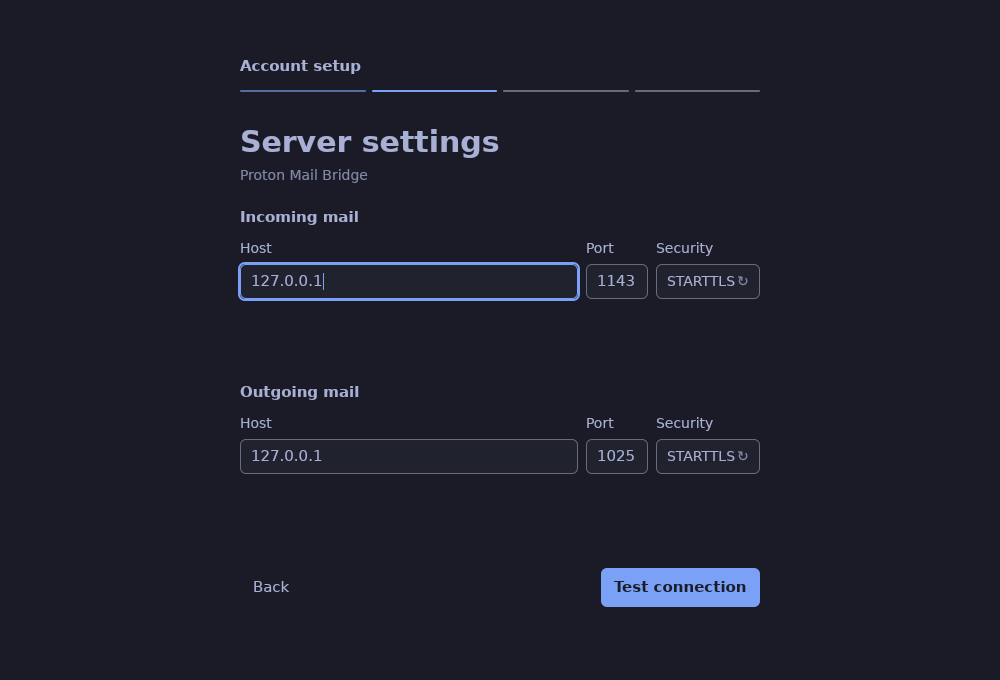 Account setup
Server settings
Proton Mail Bridge
Incoming mail
Host Port Security
127.0.0.1 1143 STARTTLS ↻
Outgoing mail
Host Port Security
127.0.0.1 1025 STARTTLS ↻
Back Test connection